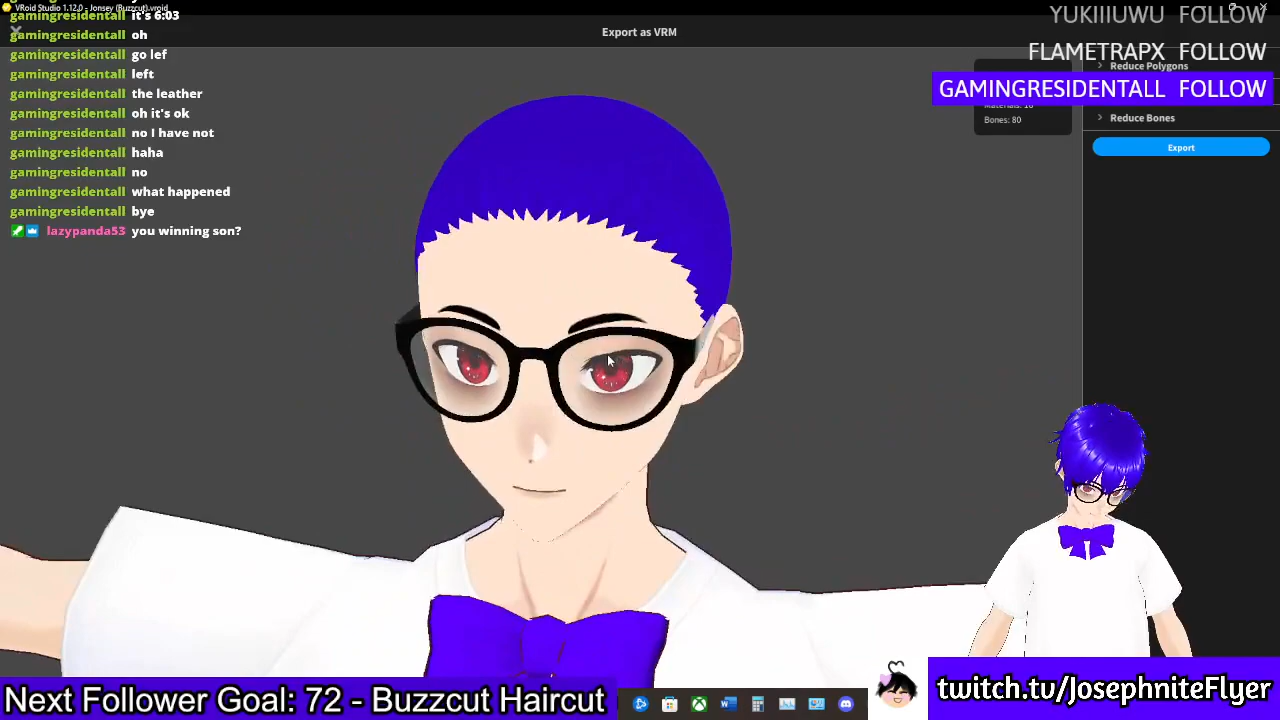 VRoid Studio 1.12.0 - Jonsey (Buzzcut).vroid
Export as VRM
gamingresidentall it's 6:03
gamingresidentall oh
gamingresidentall go lef
gamingresidentall left
gamingresidentall the leather
gamingresidentall oh it's ok
gamingresidentall no I have not
gamingresidentall haha
gamingresidentall no
gamingresidentall what happened
gamingresidentall bye
lazypanda53 you winning son?
YUKIIIUWU FOLLOW
FLAMETRAPX FOLLOW
Reduce Polygons
GAMINGRESIDENTALL FOLLOW
Bones: 80
Reduce Bones
Export
Next Follower Goal: 72 - Buzzcut Haircut
twitch.tv/JosephniteFlyer